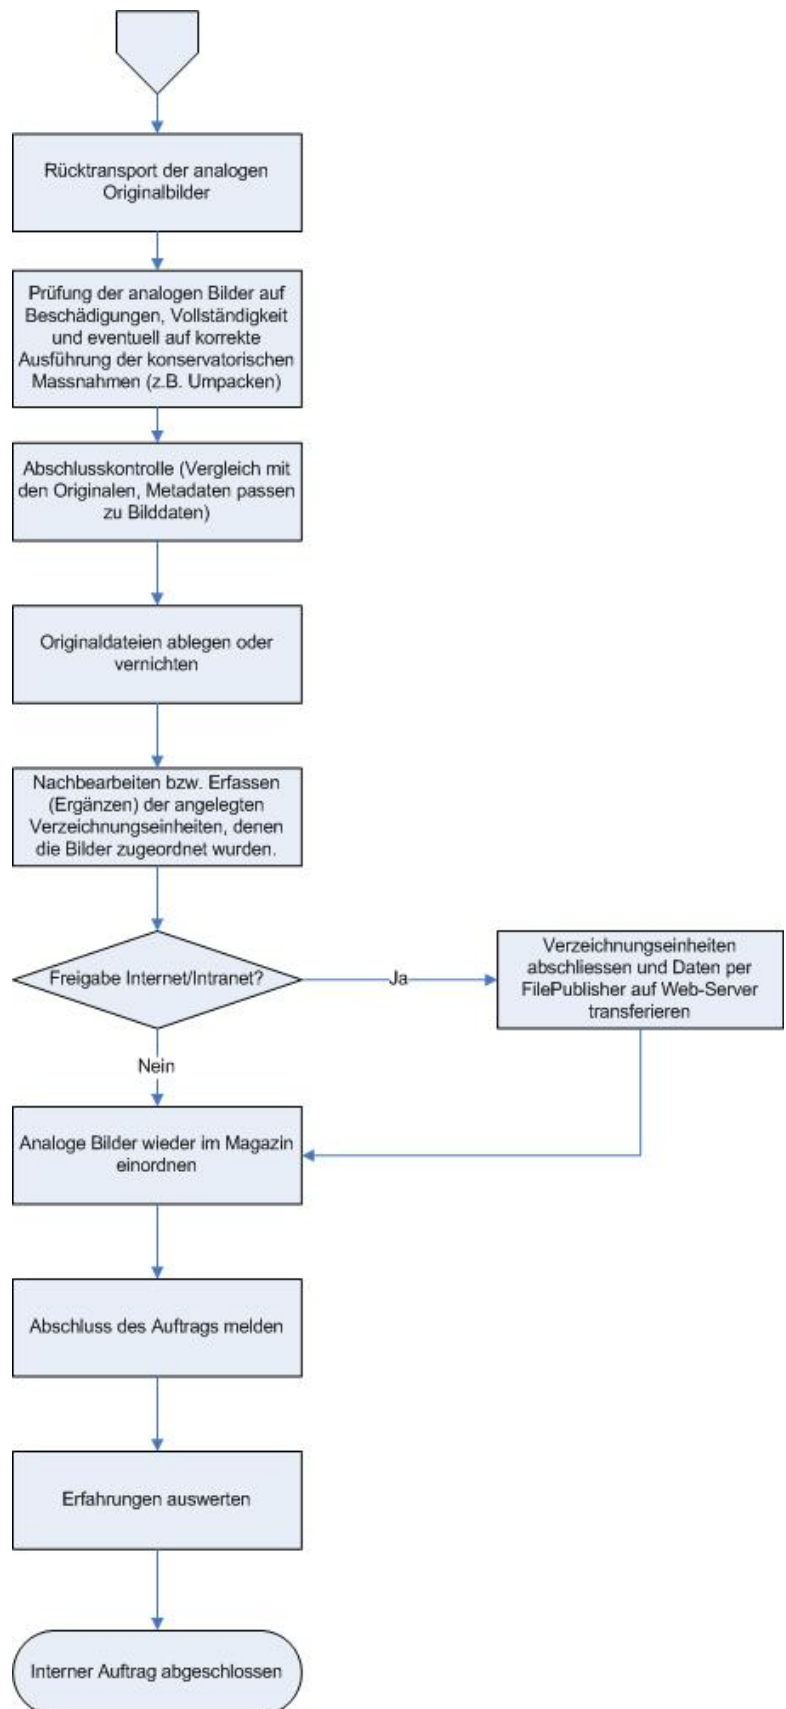 Rücktransport der analogen
Originalbilder
Prüfung der analogen Bilder auf
Beschädigungen, Vollständigkeit
und eventuell auf korrekte
Ausführung der konservatorischen
Massnahmen (z.B. Umpacken)
Abschlusskontrolle (Vergleich mit
den Originalen, Metadaten passen
zu Bilddaten)
Originaldateien ablegen oder
vernichten
Nachbearbeiten bzw. Erfassen
(Ergänzen) der angelegten
Verzeichnungseinheiten, denen
die Bilder zugeordnet wurden.
Freigabe Internet/Intranet?
Ja
Verzeichnungseinheiten
abschliessen und Daten per
FilePublisher auf Web-Server
transferieren
Nein
Analoge Bilder wieder im Magazin
einordnen
Abschluss des Auftrags melden
Erfahrungen auswerten
Interner Auftrag abgeschlossen